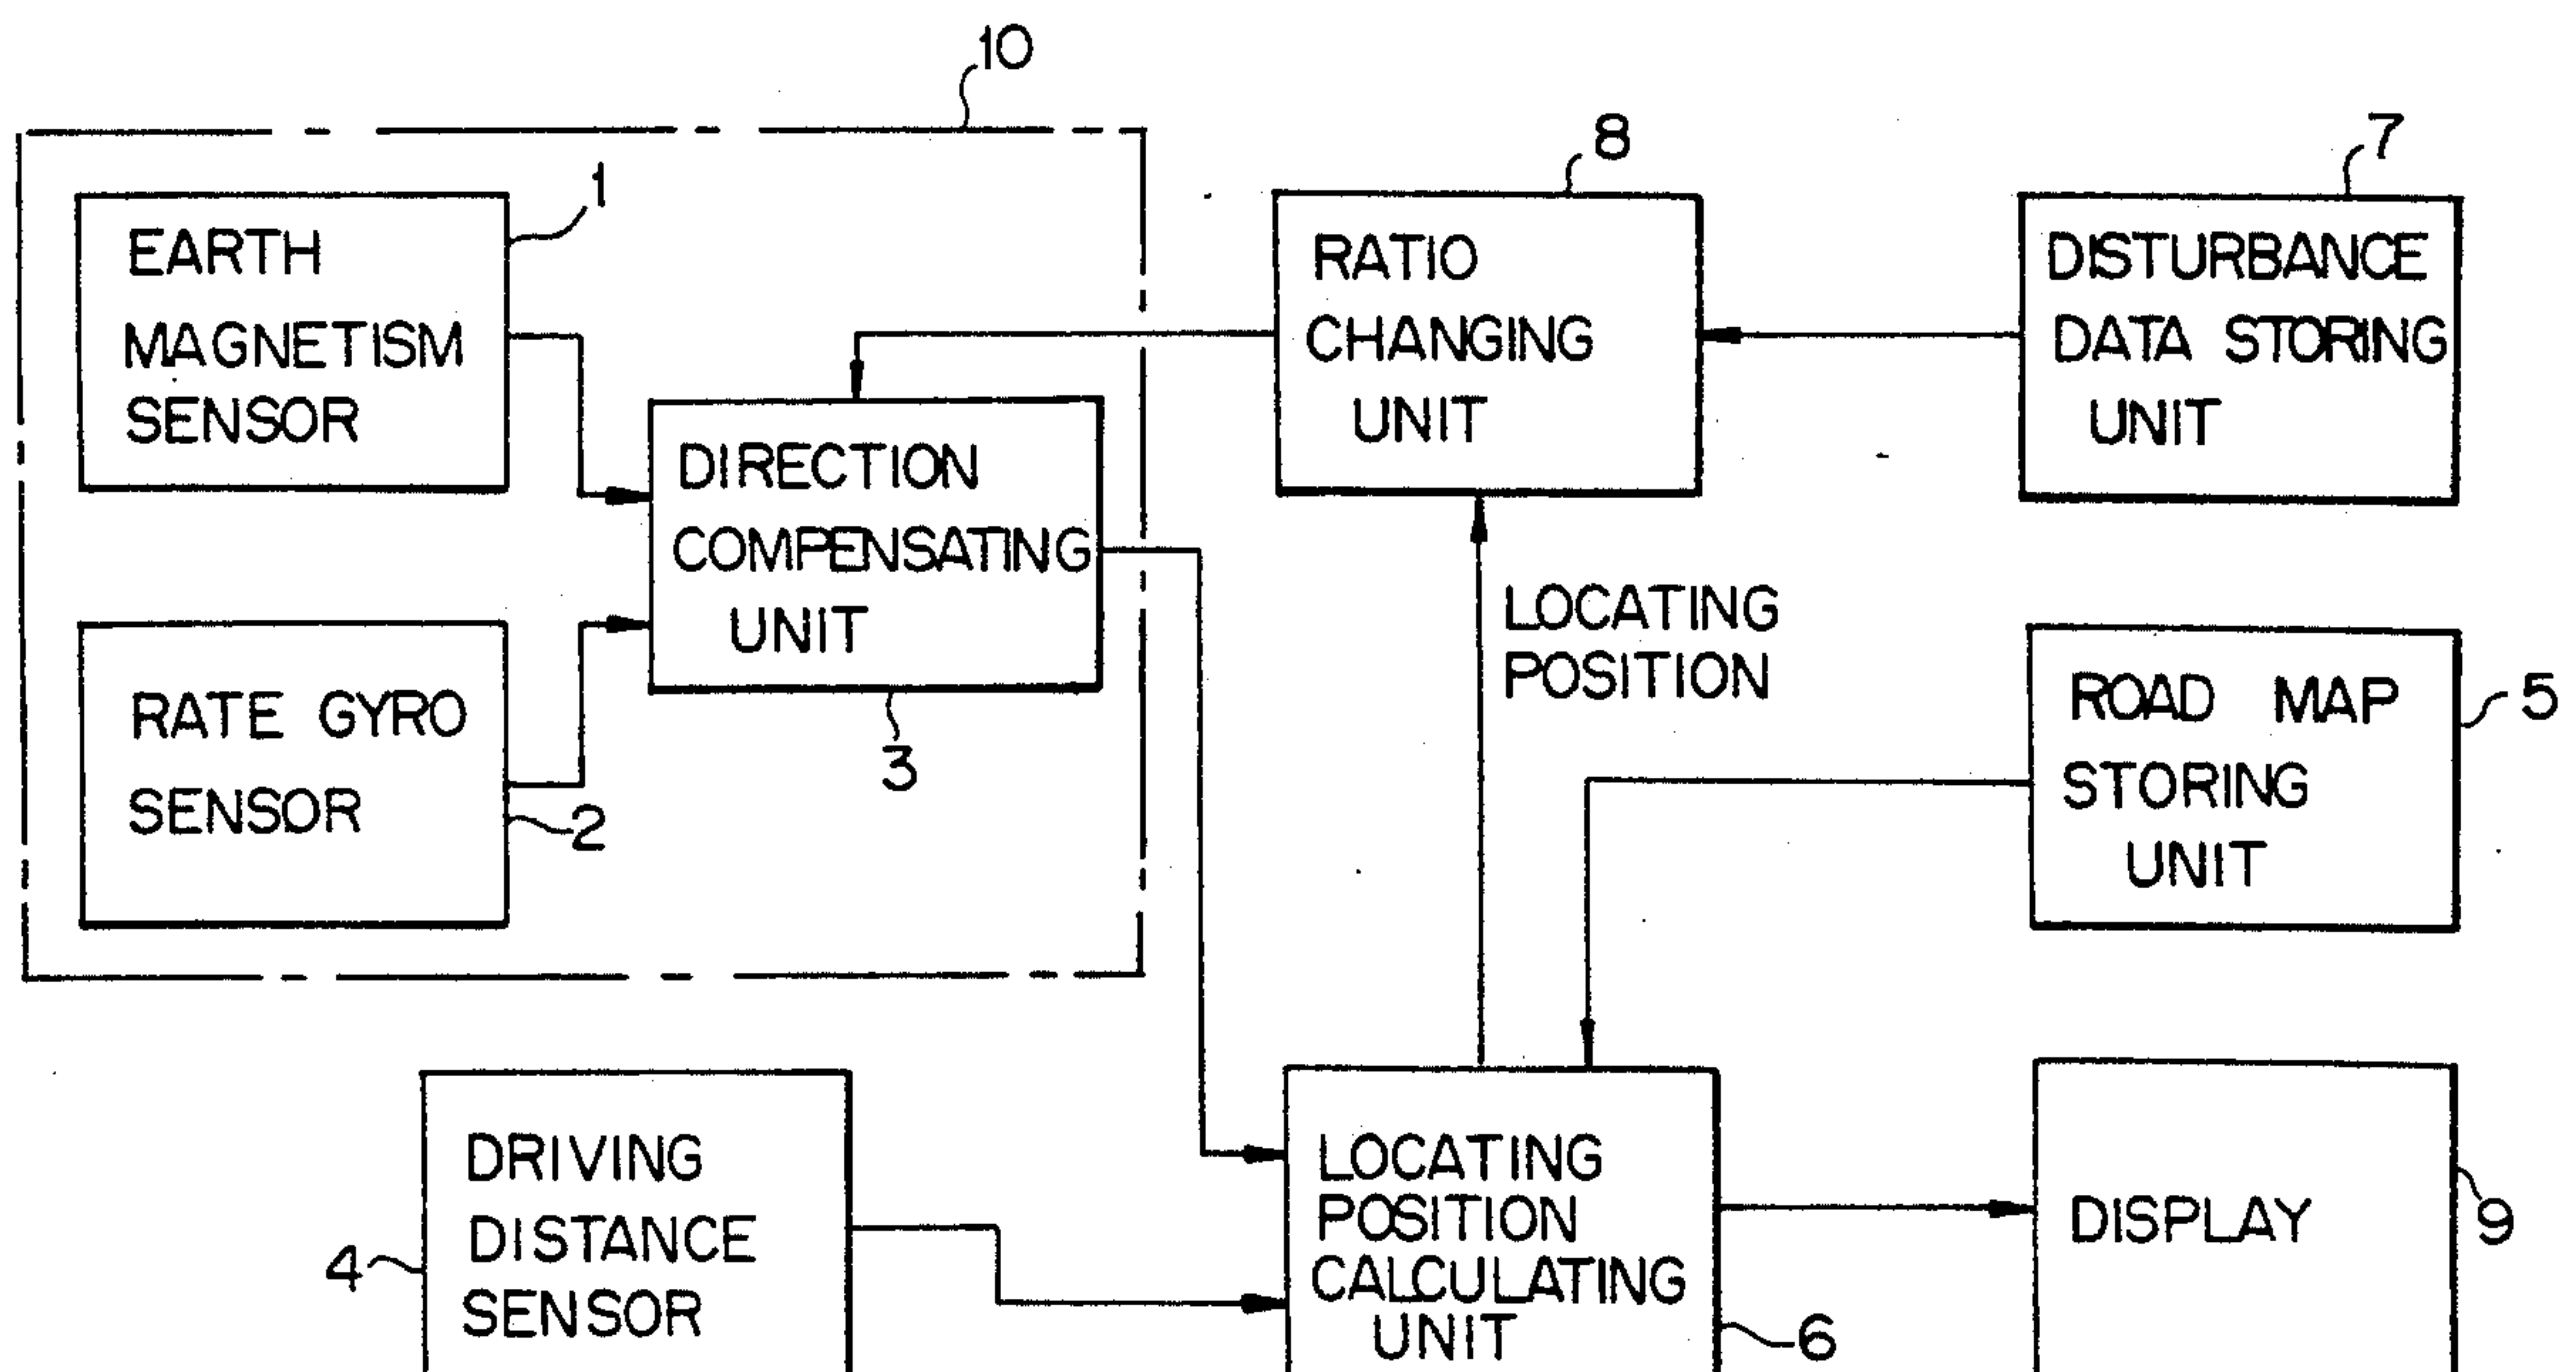 10
1
EARTH
MAGNETISM
SENSOR
RATE GYRO
SENSOR
2
DIRECTION
COMPENSATING
UNIT
3
8
RATIO
CHANGING
UNIT
7
DISTURBANCE
DATA STORING
UNIT
LOCATING
POSITION
ROAD MAP
STORING
UNIT
5
4
DRIVING
DISTANCE
SENSOR
LOCATING
POSITION
CALCULATING
UNIT
6
DISPLAY
9